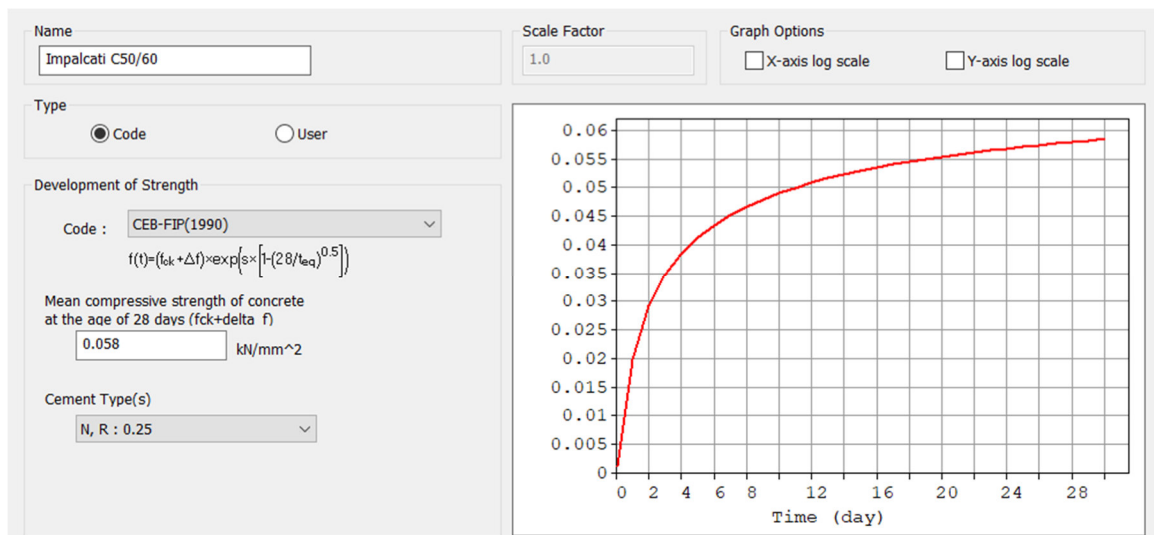 Name
Impalcati C50/60
Scale Factor
1.0
Graph Options
X-axis log scale
Y-axis log scale
Type
Code
User
Development of Strength
Code :
CEB-FIP(1990)
f(t)=(fck+Δf)×exp{s×[1-(28/teq)^0.5]}
Mean compressive strength of concrete
at the age of 28 days (fck+delta f)
0.058
kN/mm^2
Cement Type(s)
N, R : 0.25
0.06
0.055
0.05
0.045
0.04
0.035
0.03
0.025
0.02
0.015
0.01
0.005
0
0 2 4 6 8 12 16 20 24 28
Time (day)